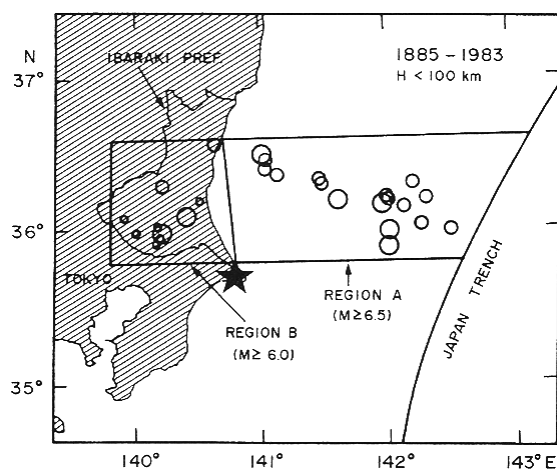 1885 – 1983
H < 100 km
N
IBARAKI PREF.
37°
36°
TOKYO
REGION A
(M ≥ 6.5)
REGION B
(M ≥ 6.0)
JAPAN TRENCH
35°
140°
141°
142°
143° E